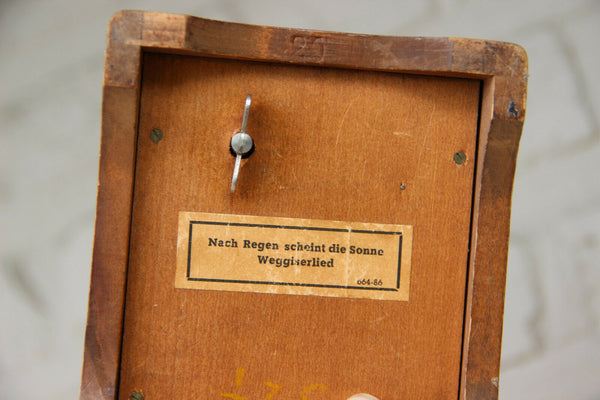 Nach Regen scheint die Sonne
Weggiserlied
664-86